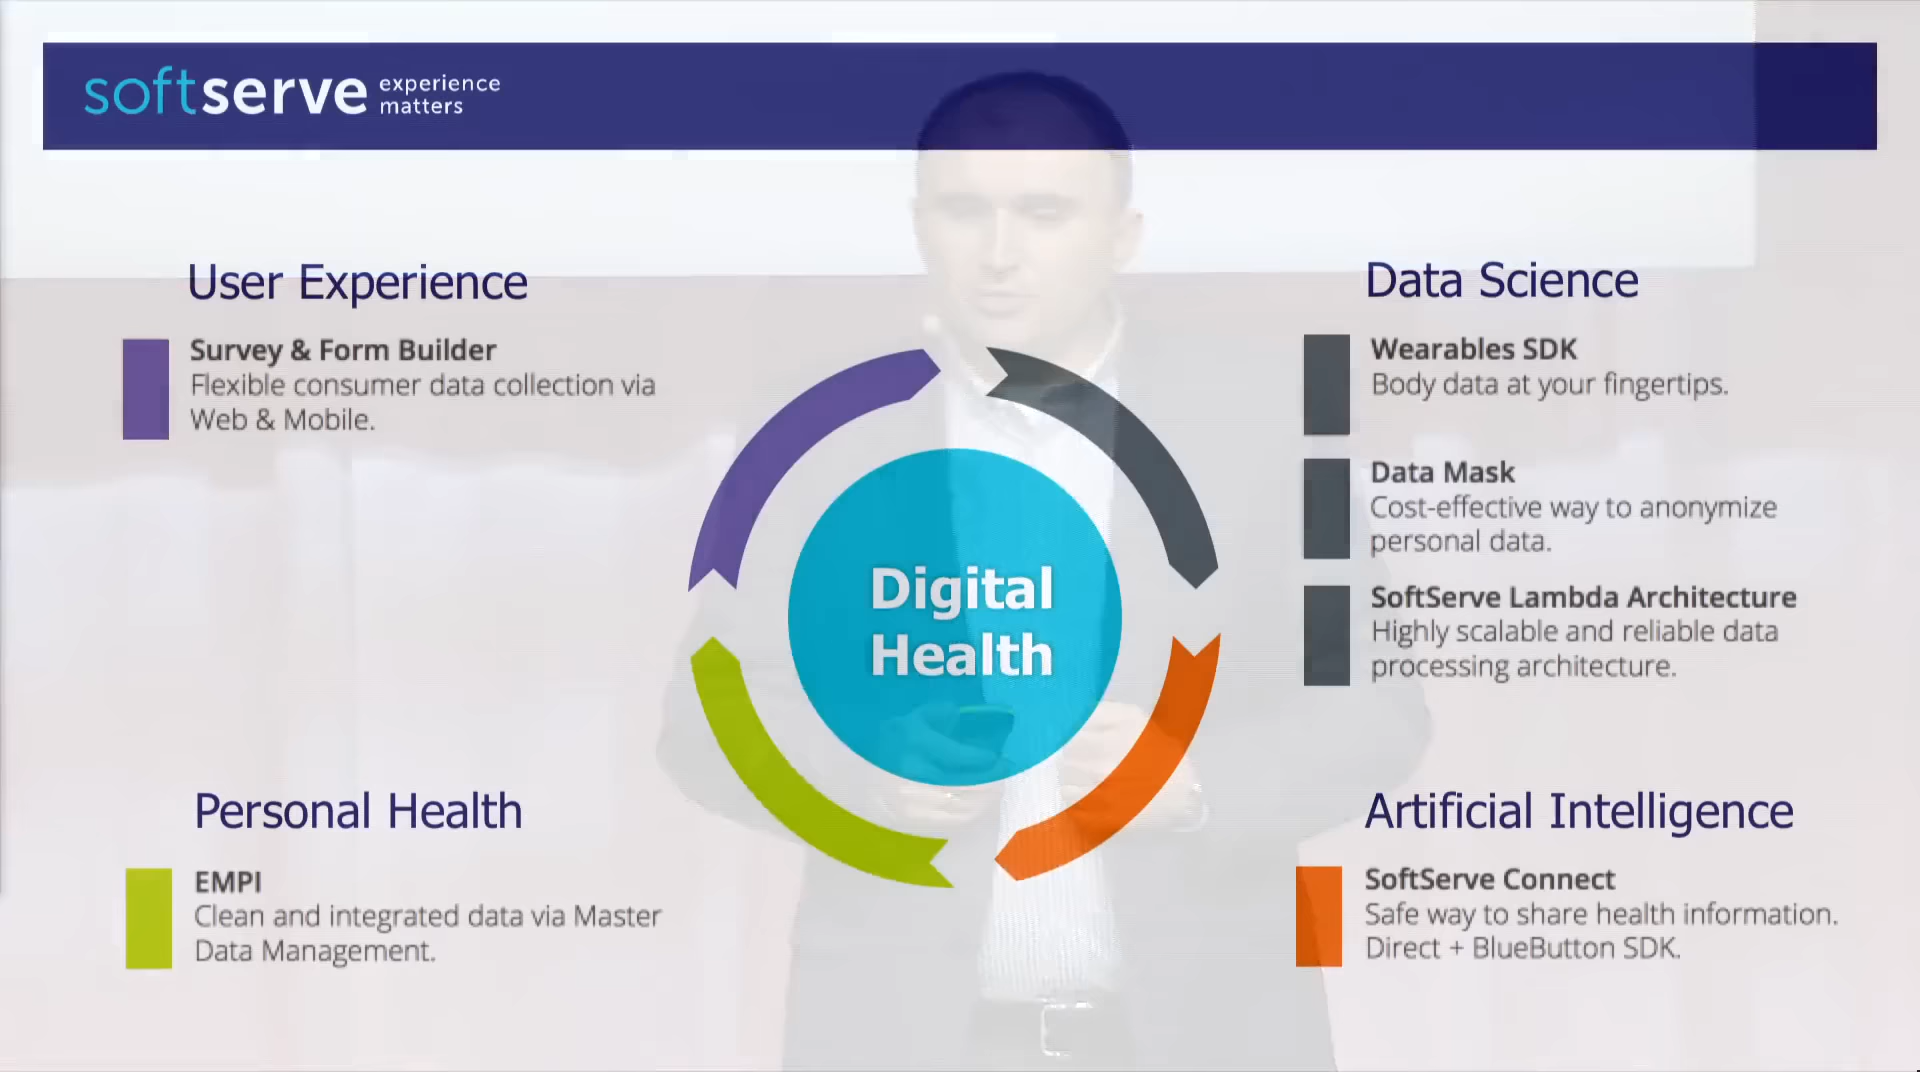 softserve experience matters
User Experience
Survey & Form Builder
Flexible consumer data collection via
Web & Mobile.
Data Science
Wearables SDK
Body data at your fingertips.
Data Mask
Cost-effective way to anonymize
personal data.
SoftServe Lambda Architecture
Highly scalable and reliable data
processing architecture.
Digital
Health
Personal Health
EMPI
Clean and integrated data via Master
Data Management.
Artificial Intelligence
SoftServe Connect
Safe way to share health information.
Direct + BlueButton SDK.